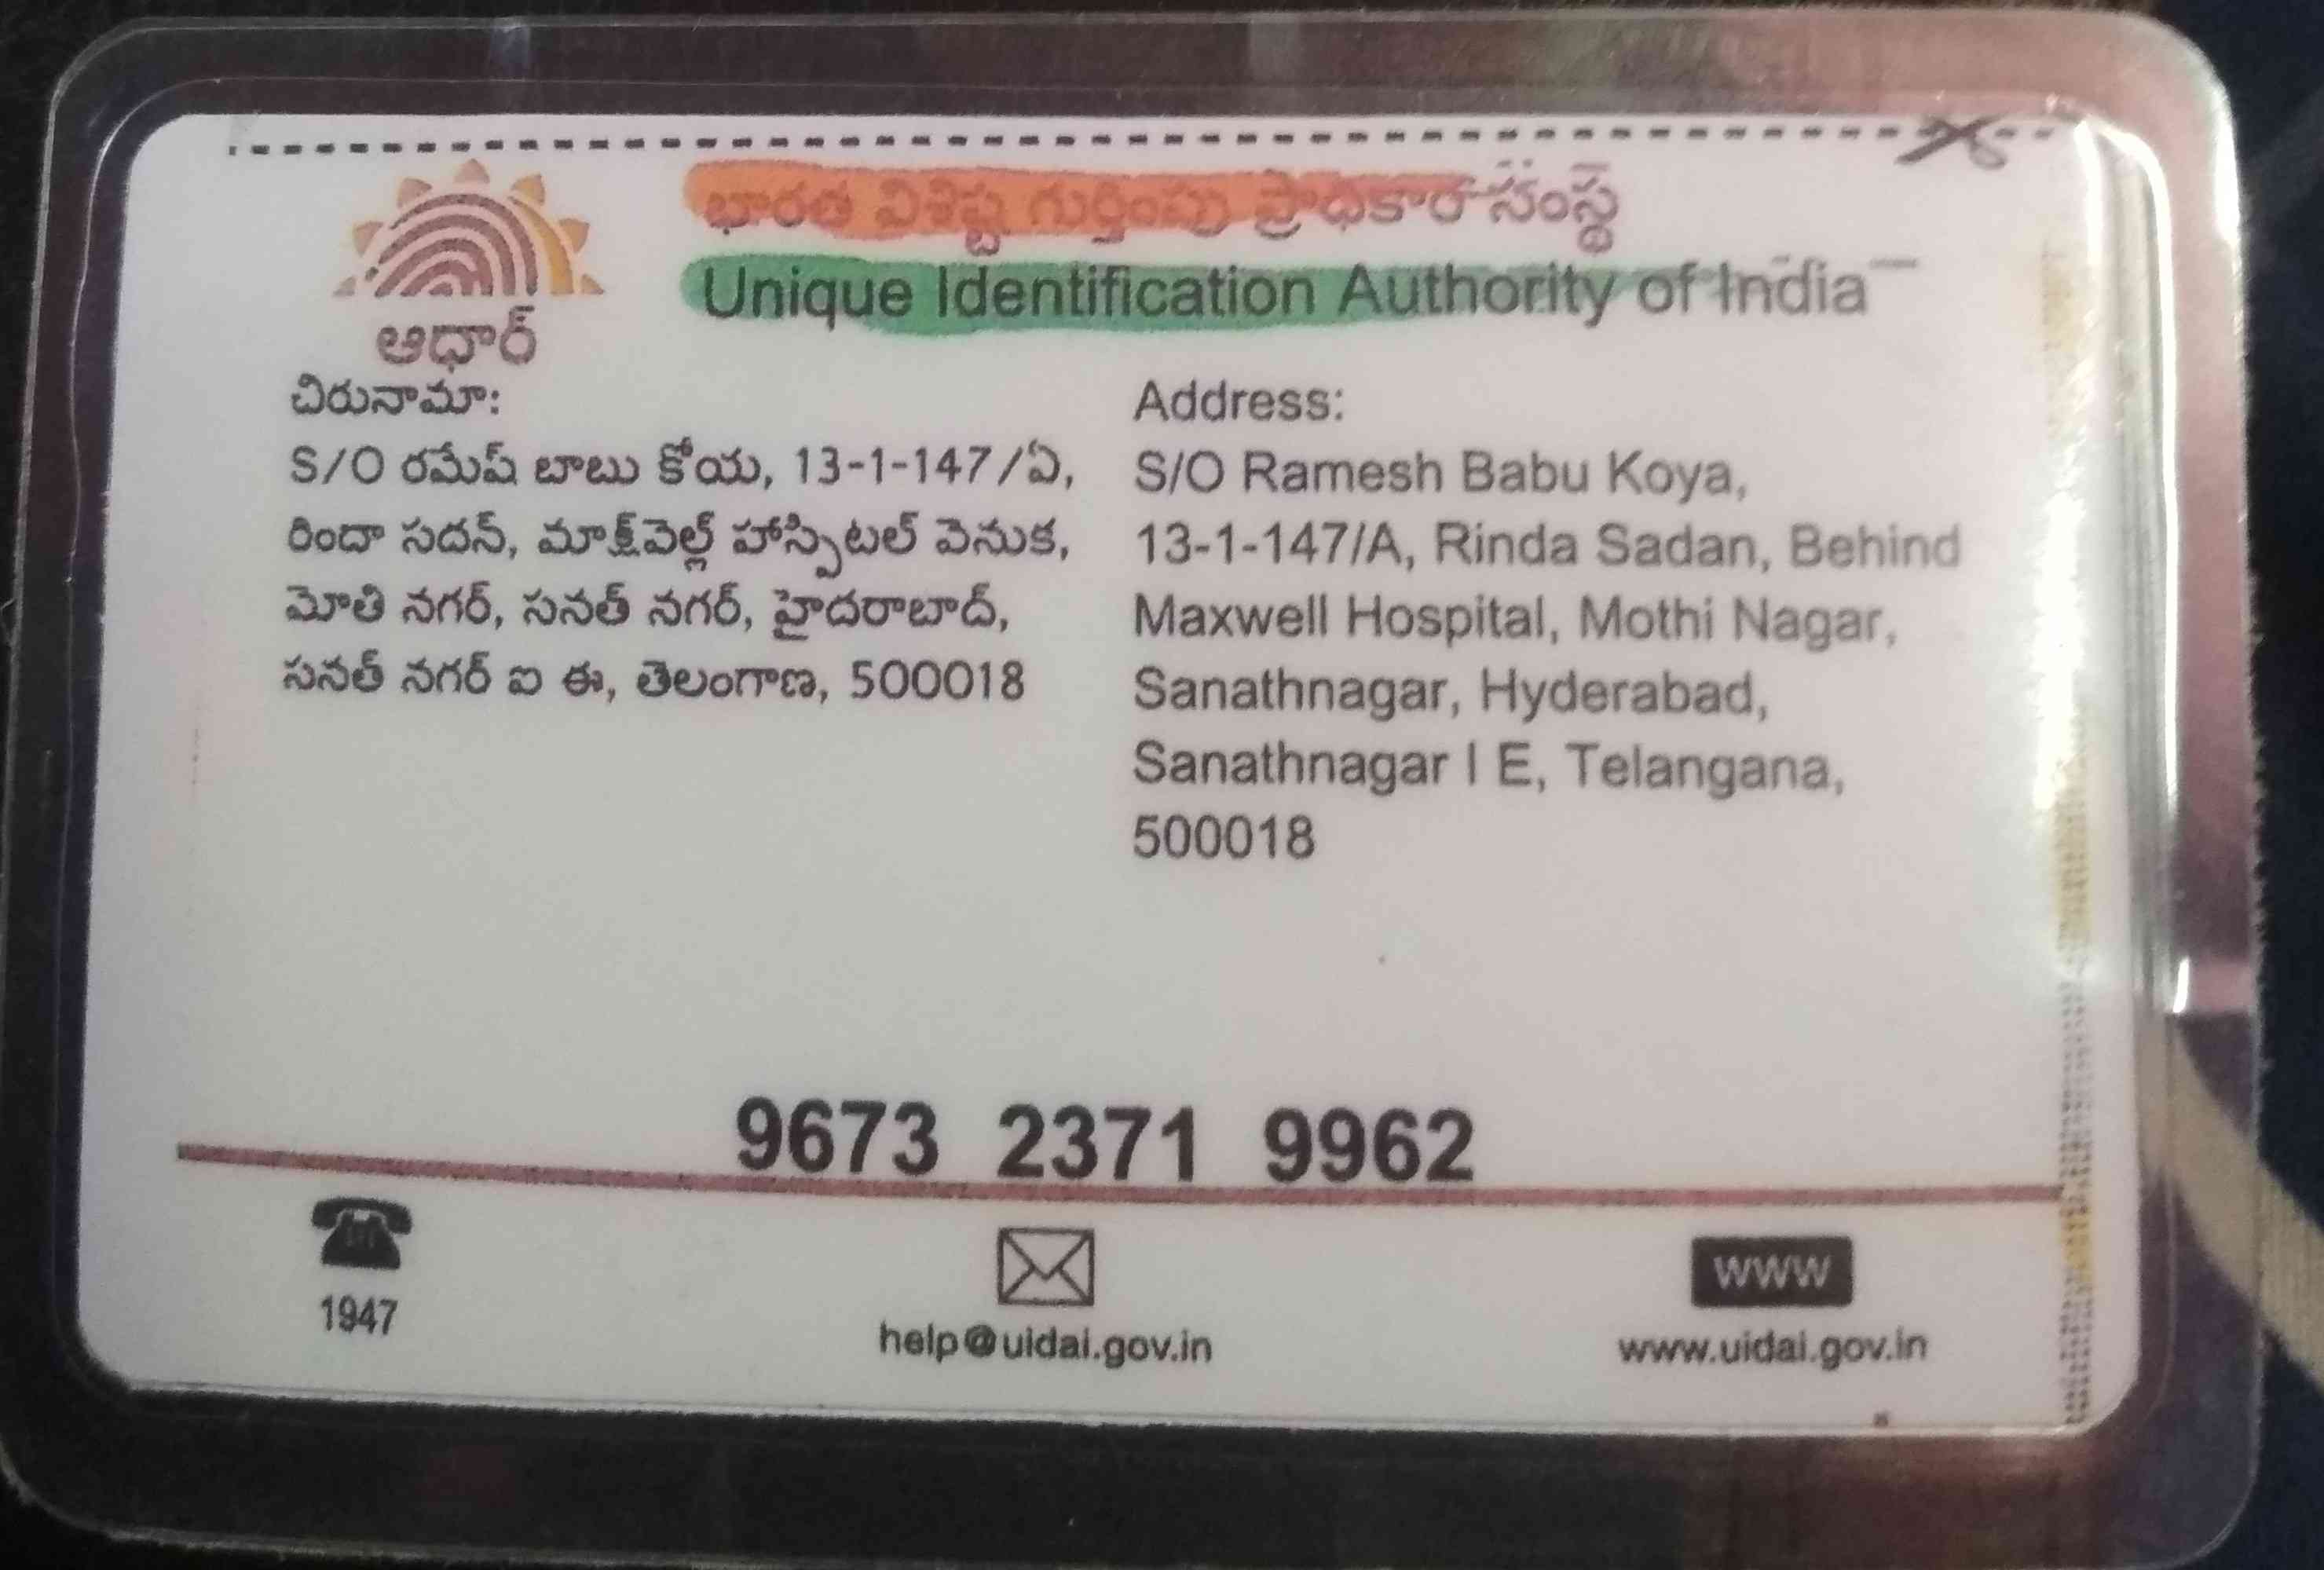 భారత విశిష్ట గుర్తింపు ప్రాధికార సంస్థ
Unique Identification Authority of India
ఆధార్
చిరునామా:
S/O రమేష్ బాబు కోయ, 13-1-147/ఏ,
రిందా సదన్, మాక్ష్‌వెల్ల్ హాస్పిటల్ వెనుక,
మోతి నగర్, సనత్ నగర్, హైదరాబాద్,
సనత్ నగర్ ఐ ఈ, తెలంగాణ, 500018
Address:
S/O Ramesh Babu Koya,
13-1-147/A, Rinda Sadan, Behind
Maxwell Hospital, Mothi Nagar,
Sanathnagar, Hyderabad,
Sanathnagar I E, Telangana,
500018
9673 2371 9962
1947
help@uidai.gov.in
www
www.uidai.gov.in